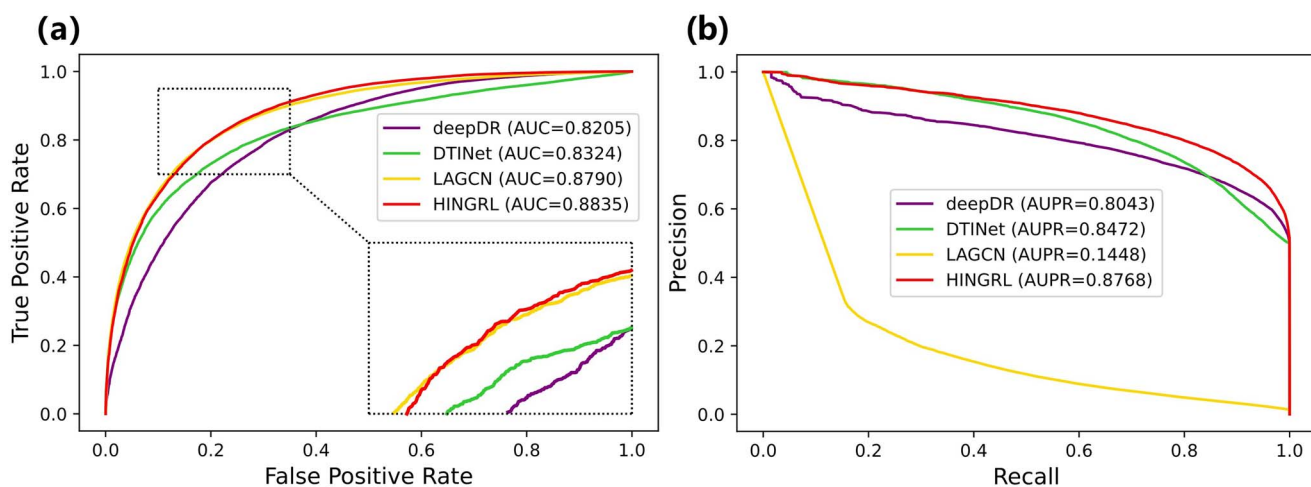 (a)
True Positive Rate
1.0
0.8
0.6
0.4
0.2
0.0
deepDR (AUC=0.8205)
DTINet (AUC=0.8324)
LAGCN (AUC=0.8790)
HINGRL (AUC=0.8835)
0.0 0.2 0.4 0.6 0.8 1.0
False Positive Rate
(b)
Precision
1.0
0.8
0.6
0.4
0.2
0.0
deepDR (AUPR=0.8043)
DTINet (AUPR=0.8472)
LAGCN (AUPR=0.1448)
HINGRL (AUPR=0.8768)
0.0 0.2 0.4 0.6 0.8 1.0
Recall